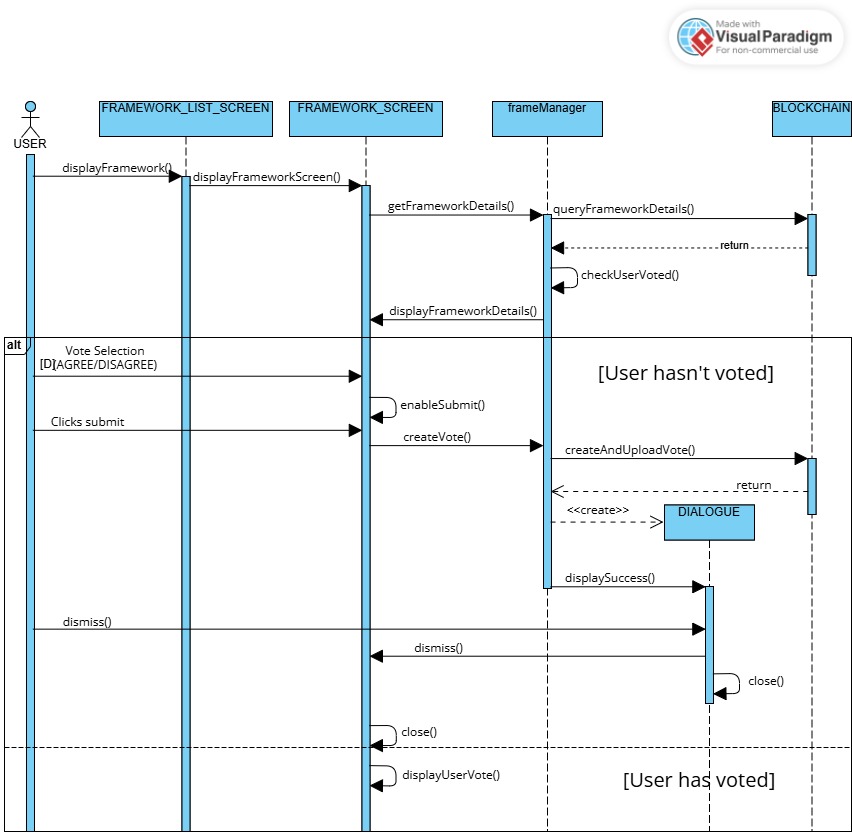 Made with
VisualParadigm
For non-commercial use
FRAMEWORK_LIST_SCREEN
FRAMEWORK_SCREEN
frameManager
BLOCKCHAIN
USER
displayFramework()
displayFrameworkScreen()
getFrameworkDetails()
queryFrameworkDetails()
return
checkUserVoted()
displayFrameworkDetails()
alt
Vote Selection
(AGREE/DISAGREE)
[User hasn't voted]
enableSubmit()
Clicks submit
createVote()
createAndUploadVote()
return
<<create>>
DIALOGUE
displaySuccess()
dismiss()
dismiss()
close()
close()
displayUserVote()
[User has voted]